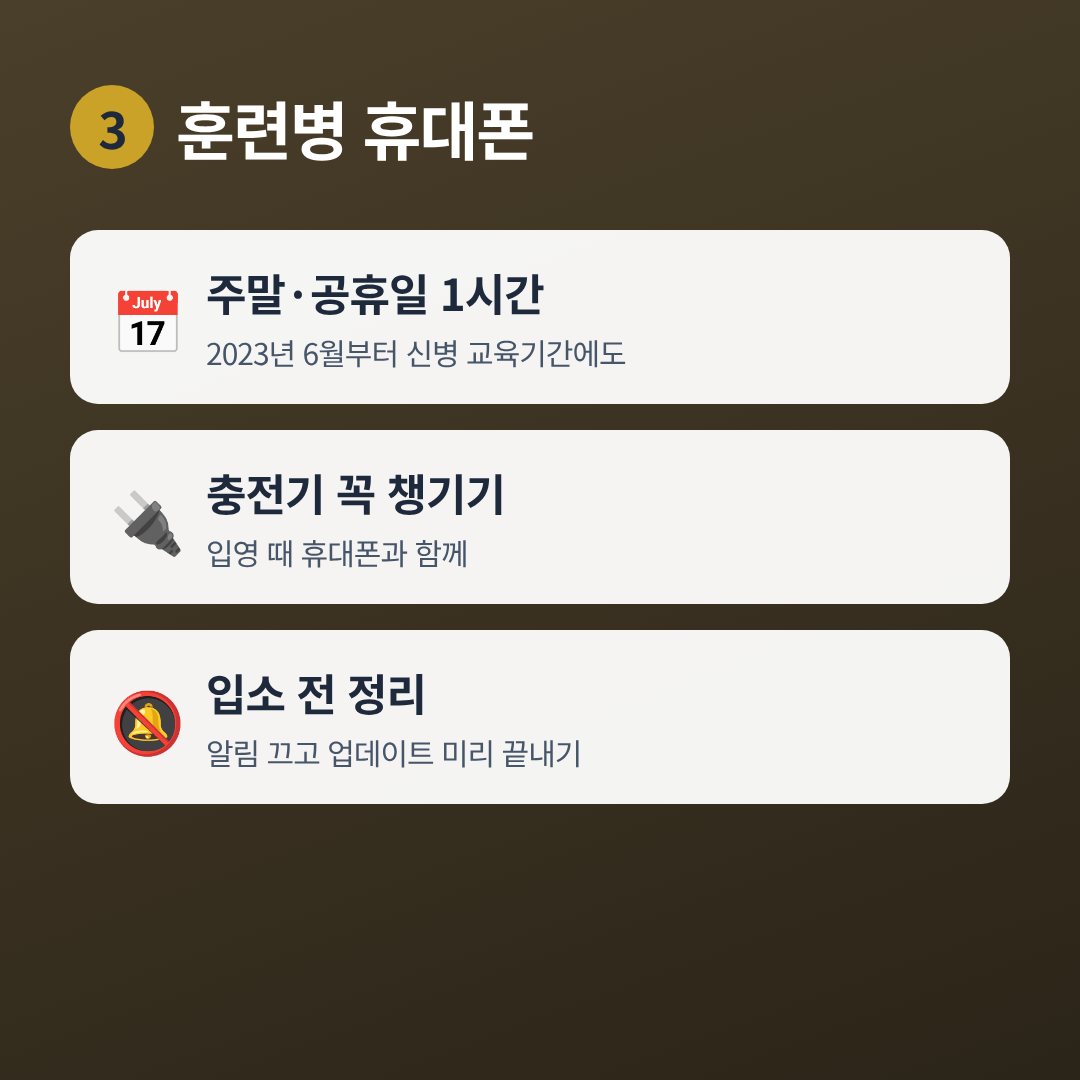 3 훈련병 휴대폰
July
17
주말·공휴일 1시간
2023년 6월부터 신병 교육기간에도
충전기 꼭 챙기기
입영 때 휴대폰과 함께
입소 전 정리
알림 끄고 업데이트 미리 끝내기